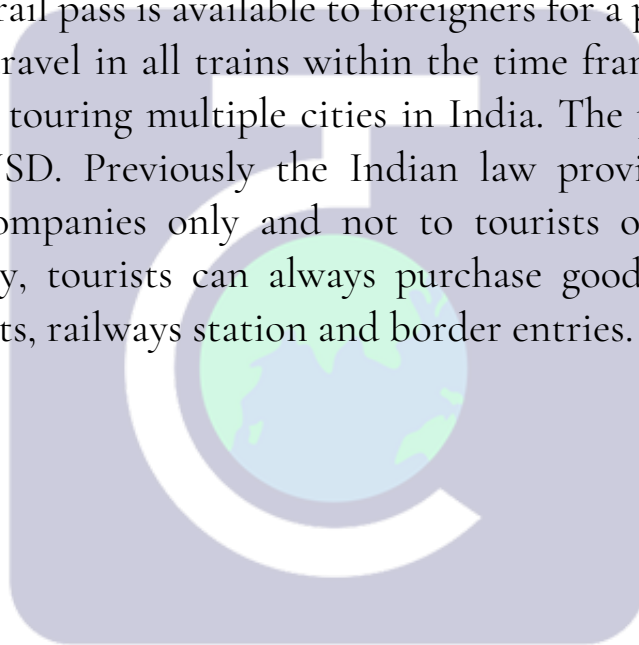 rail pass is available to foreigners for a p
ravel in all trains within the time fran
touring multiple cities in India. The
SD. Previously the Indian law provi
ompanies only and not to tourists o
y, tourists can always purchase good
ts, railways station and border entries.